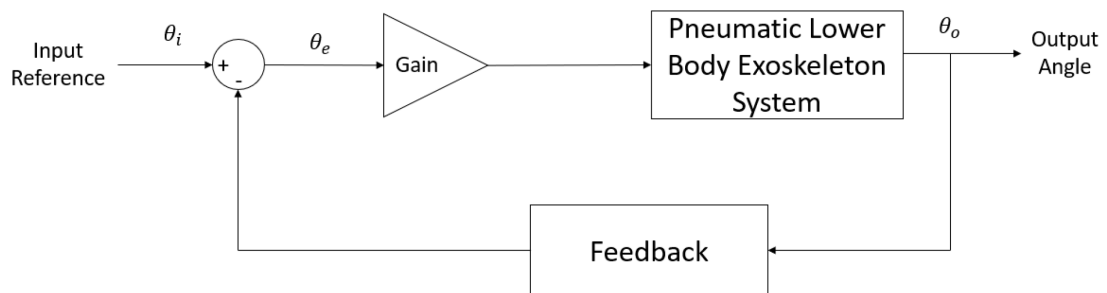 Input
Reference
θᵢ
+
-
θₑ
Gain
Pneumatic Lower
Body Exoskeleton
System
θₒ
Output
Angle
Feedback